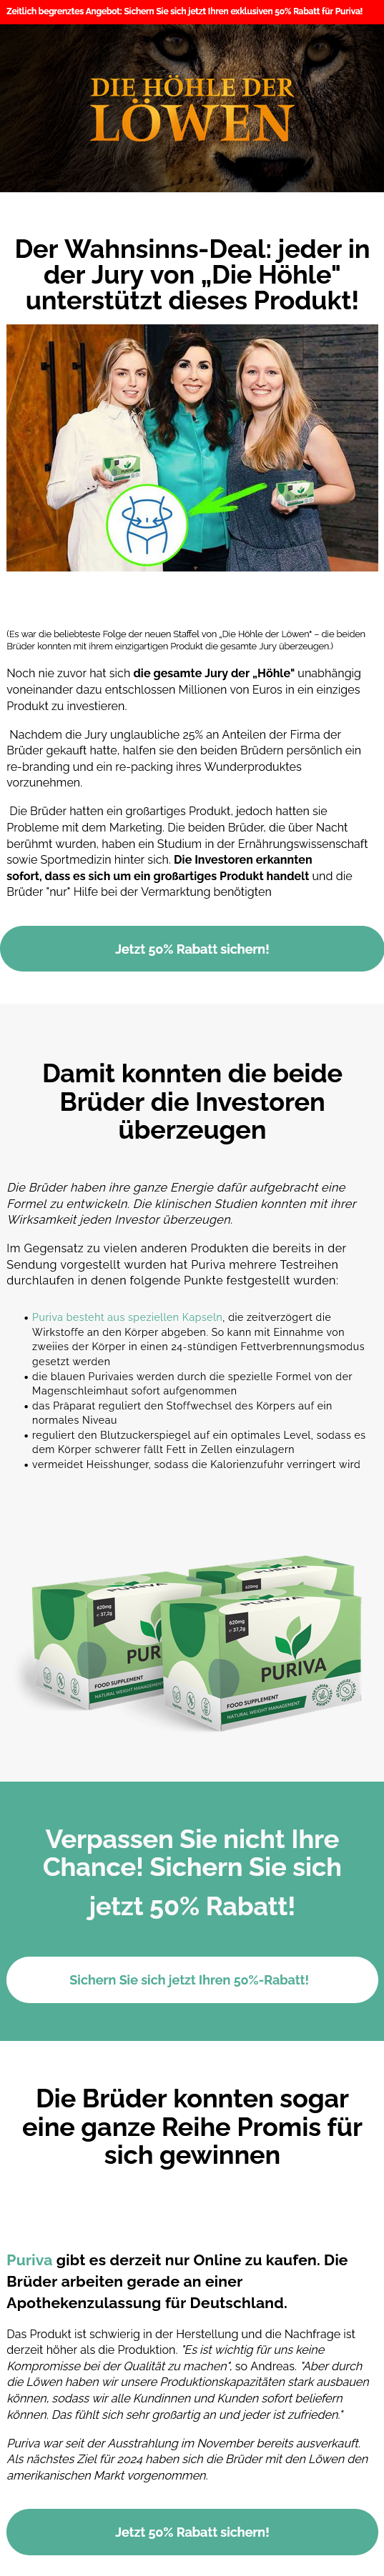 Zeitlich begrenztes Angebot: Sichern Sie sich jetzt Ihren exklusiven 50% Rabatt für Puriva!
DIE HÖHLE DER
LÖWEN
Der Wahnsinns-Deal: jeder in
der Jury von „Die Höhle"
unterstützt dieses Produkt!
(Es war die beliebteste Folge der neuen Staffel von „Die Höhle der Löwen" – die beiden
Brüder konnten mit ihrem einzigartigen Produkt die gesamte Jury überzeugen.)
Noch nie zuvor hat sich die gesamte Jury der „Höhle" unabhängig
voneinander dazu entschlossen Millionen von Euros in ein einziges
Produkt zu investieren.
Nachdem die Jury unglaubliche 25% an Anteilen der Firma der
Brüder gekauft hatte, halfen sie den beiden Brüdern persönlich ein
re-branding und ein re-packing ihres Wunderproduktes
vorzunehmen.
Die Brüder hatten ein großartiges Produkt, jedoch hatten sie
Probleme mit dem Marketing. Die beiden Brüder, die über Nacht
berühmt wurden, haben ein Studium in der Ernährungswissenschaft
sowie Sportmedizin hinter sich. Die Investoren erkannten
sofort, dass es sich um ein großartiges Produkt handelt und die
Brüder "nur" Hilfe bei der Vermarktung benötigten
Jetzt 50% Rabatt sichern!
Damit konnten die beide
Brüder die Investoren
überzeugen
Die Brüder haben ihre ganze Energie dafür aufgebracht eine
Formel zu entwickeln. Die klinischen Studien konnten mit ihrer
Wirksamkeit jeden Investor überzeugen.
Im Gegensatz zu vielen anderen Produkten die bereits in der
Sendung vorgestellt wurden hat Puriva mehrere Testreihen
durchlaufen in denen folgende Punkte festgestellt wurden:
• Puriva besteht aus speziellen Kapseln, die zeitverzögert die
Wirkstoffe an den Körper abgeben. So kann mit Einnahme von
zweiies der Körper in einen 24-stündigen Fettverbrennungsmodus
gesetzt werden
• die blauen Purivaies werden durch die spezielle Formel von der
Magenschleimhaut sofort aufgenommen
• das Präparat reguliert den Stoffwechsel des Körpers auf ein
normales Niveau
• reguliert den Blutzuckerspiegel auf ein optimales Level, sodass es
dem Körper schwerer fällt Fett in Zellen einzulagern
• vermeidet Heisshunger, sodass die Kalorienzufuhr verringert wird
PURIVA
PURIVA
PURIVA
620mg
620mg
℮ 37,2g
620mg
℮ 37,2g
FOOD SUPPLEMENT
NATURAL WEIGHT MANAGEMENT
FOOD SUPPLEMENT
NATURAL WEIGHT MANAGEMENT
Verpassen Sie nicht Ihre
Chance! Sichern Sie sich
jetzt 50% Rabatt!
Sichern Sie sich jetzt Ihren 50%-Rabatt!
Die Brüder konnten sogar
eine ganze Reihe Promis für
sich gewinnen
Puriva gibt es derzeit nur Online zu kaufen. Die
Brüder arbeiten gerade an einer
Apothekenzulassung für Deutschland.
Das Produkt ist schwierig in der Herstellung und die Nachfrage ist
derzeit höher als die Produktion. "Es ist wichtig für uns keine
Kompromisse bei der Qualität zu machen", so Andreas. "Aber durch
die Löwen haben wir unsere Produktionskapazitäten stark ausbauen
können, sodass wir alle Kundinnen und Kunden sofort beliefern
können. Das fühlt sich sehr großartig an und jeder ist zufrieden."
Puriva war seit der Ausstrahlung im November bereits ausverkauft.
Als nächstes Ziel für 2024 haben sich die Brüder mit den Löwen den
amerikanischen Markt vorgenommen.
Jetzt 50% Rabatt sichern!